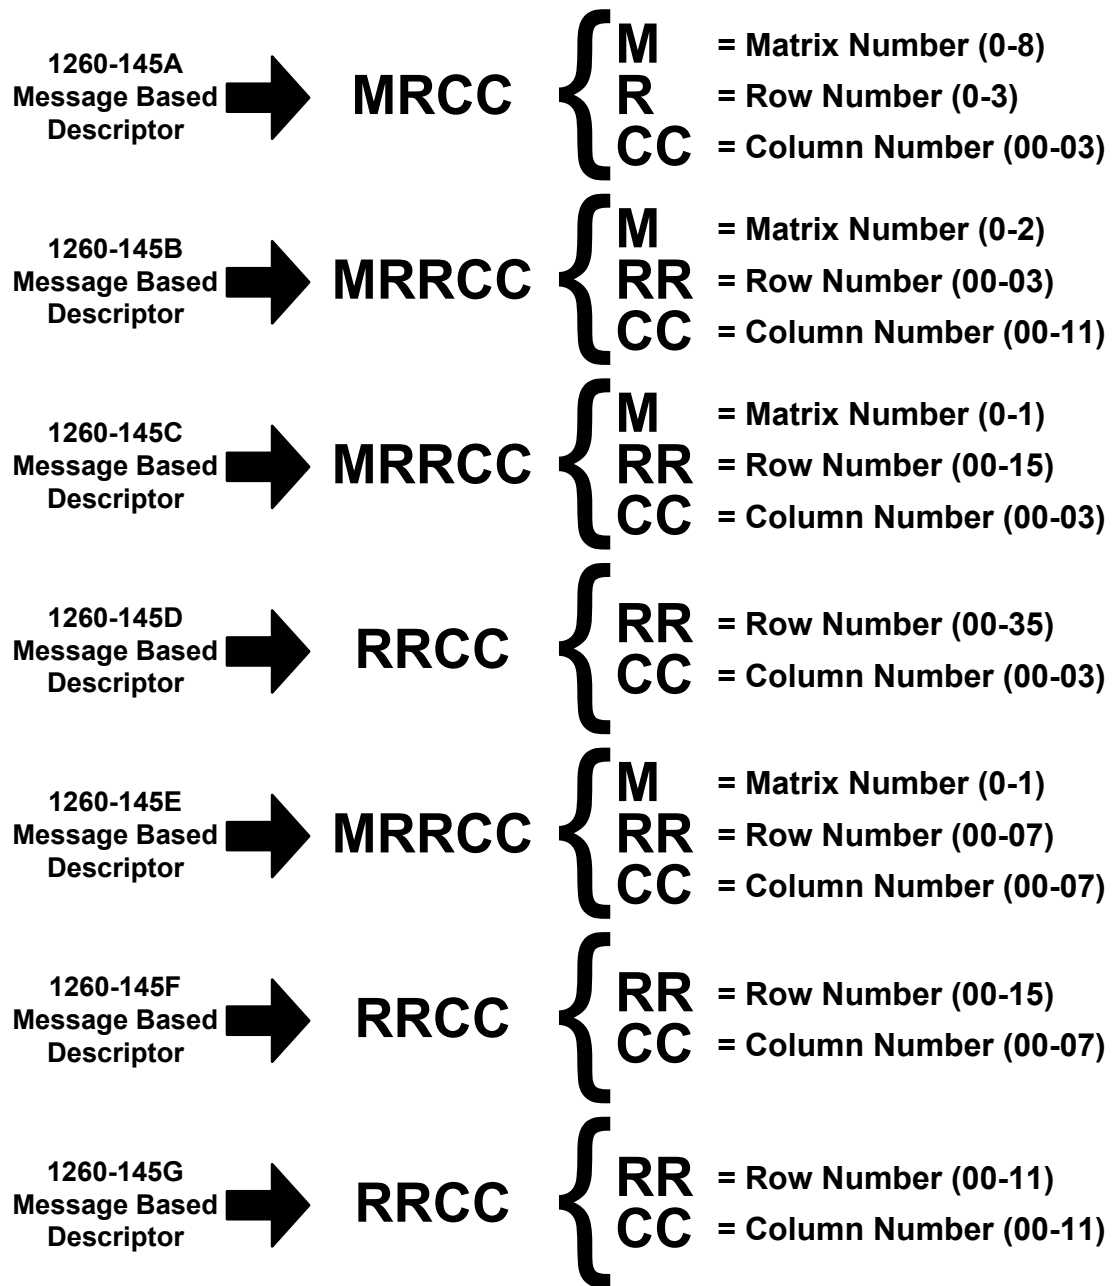 1260-145A
Message Based
Descriptor
MRCC
M = Matrix Number (0-8)
R = Row Number (0-3)
CC = Column Number (00-03)
1260-145B
Message Based
Descriptor
MRRCC
M = Matrix Number (0-2)
RR = Row Number (00-03)
CC = Column Number (00-11)
1260-145C
Message Based
Descriptor
MRRCC
M = Matrix Number (0-1)
RR = Row Number (00-15)
CC = Column Number (00-03)
1260-145D
Message Based
Descriptor
RRCC
RR = Row Number (00-35)
CC = Column Number (00-03)
1260-145E
Message Based
Descriptor
MRRCC
M = Matrix Number (0-1)
RR = Row Number (00-07)
CC = Column Number (00-07)
1260-145F
Message Based
Descriptor
RRCC
RR = Row Number (00-15)
CC = Column Number (00-07)
1260-145G
Message Based
Descriptor
RRCC
RR = Row Number (00-11)
CC = Column Number (00-11)